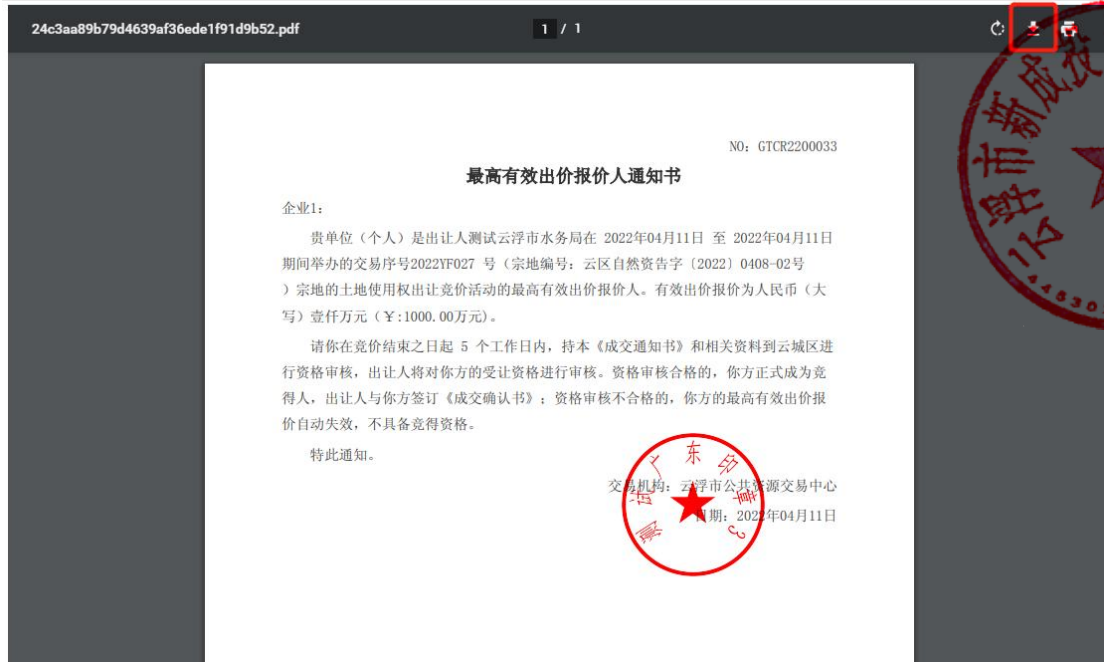 24c3aa89b79d4639af36ede1f91d9b52.pdf
1 / 1
NO: GTCR2200033
最高有效出价报价人通知书
企业1:
贵单位（个人）是出让人测试云浮市水务局在 2022年04月11日 至 2022年04月11日
期间举办的交易序号2022YF027 号（宗地编号：云区自然资告字〔2022〕0408-02号
）宗地的土地使用权出让竞价活动的最高有效出价报价人。有效出价报价为人民币（大
写）壹仟万元（￥:1000.00万元)。
请你在竞价结束之日起 5 个工作日内，持本《成交通知书》和相关资料到云城区进
行资格审核，出让人将对你方的受让资格进行审核。资格审核合格的，你方正式成为竞
得人，出让人与你方签订《成交确认书》；资格审核不合格的，你方的最高有效出价报
价自动失效，不具备竞得资格。
特此通知。
交易机构：云浮市公共资源交易中心
日期：2022年04月11日
测试广东印章3
云浮市新成投
44530